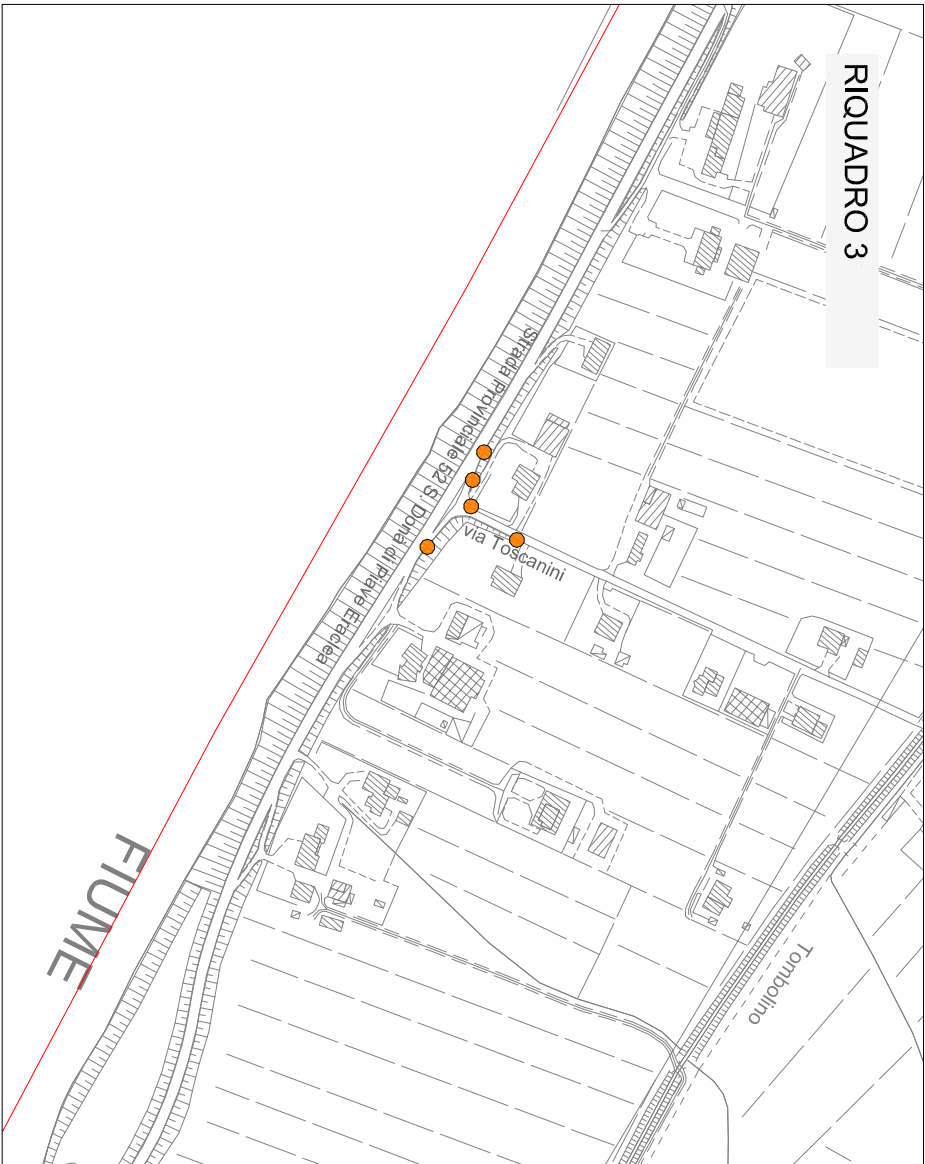 RIQUADRO 3
Strada Provinciale 52 S. Donà di Piave Eraclea
via Toscanini
Tombolino
FIUME